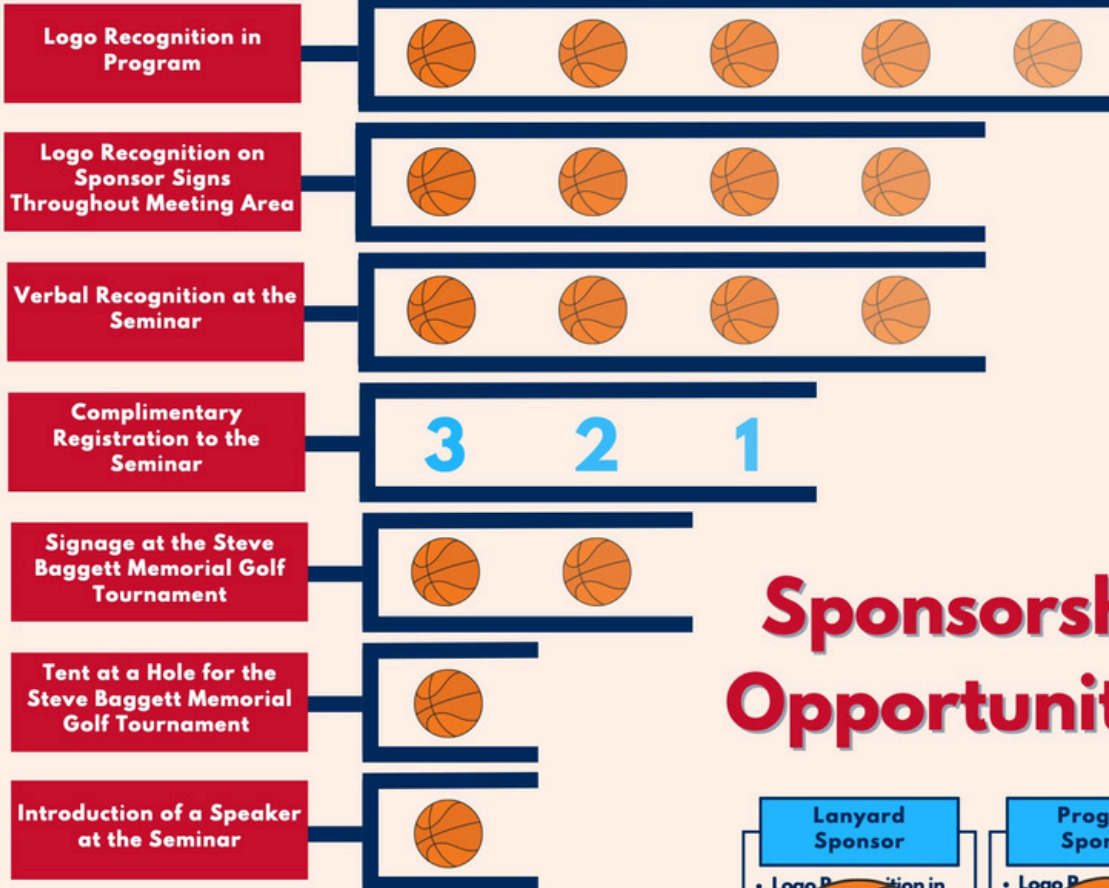 Logo Recognition in
Program
Logo Recognition on
Sponsor Signs
Throughout Meeting Area
Verbal Recognition at the
Seminar
Complimentary
Registration to the
Seminar
3 2 1
Signage at the Steve
Baggett Memorial Golf
Tournament
Tent at a Hole for the
Steve Baggett Memorial
Golf Tournament
Introduction of a Speaker
at the Seminar
Lanyard
Sponsor